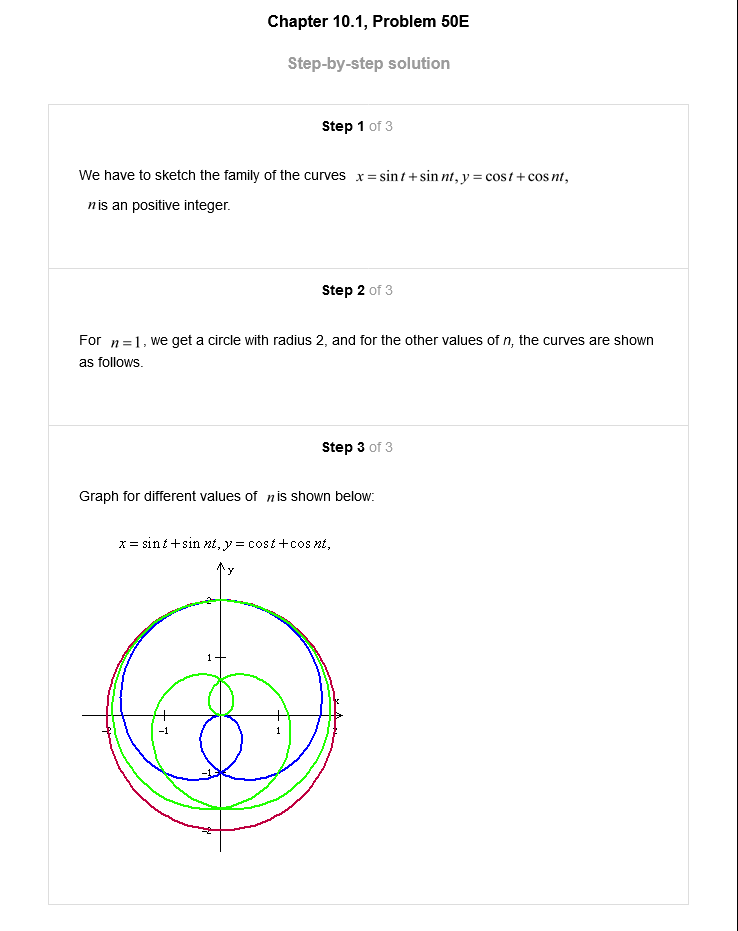 Chapter 10.1, Problem 50E
Step-by-step solution
Step 1 of 3
We have to sketch the family of the curves x = sin t + sin nt, y = cos t + cos nt,
n is an positive integer.
Step 2 of 3
For n = 1, we get a circle with radius 2, and for the other values of n, the curves are shown
as follows.
Step 3 of 3
Graph for different values of n is shown below:
x = sin t + sin nt, y = cos t + cos nt,
y
2
1
x
-2 -1 1 2
-1
-2